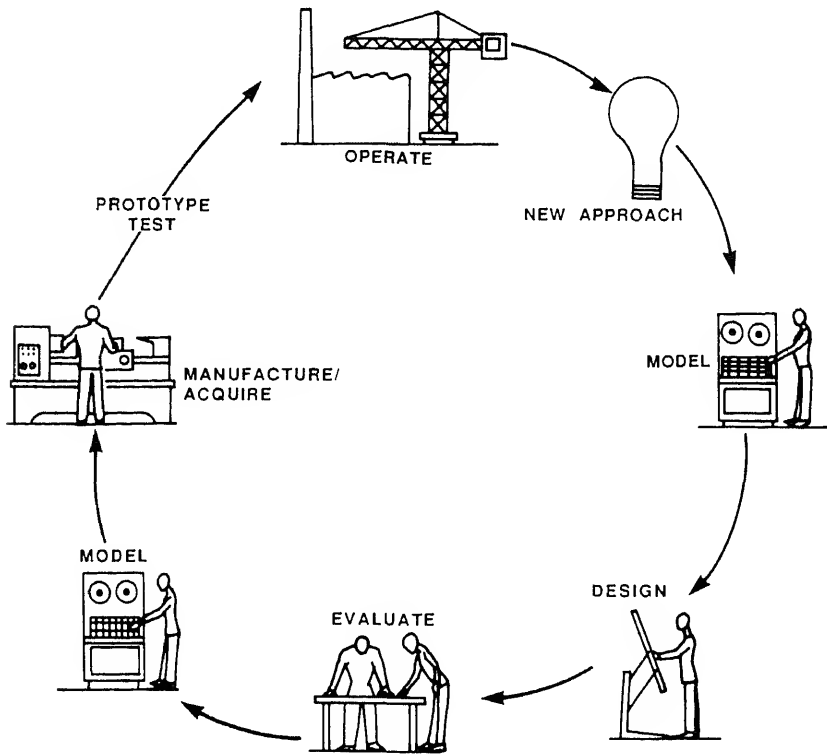 OPERATE
NEW APPROACH
MODEL
DESIGN
EVALUATE
MODEL
MANUFACTURE/
ACQUIRE
PROTOTYPE
TEST